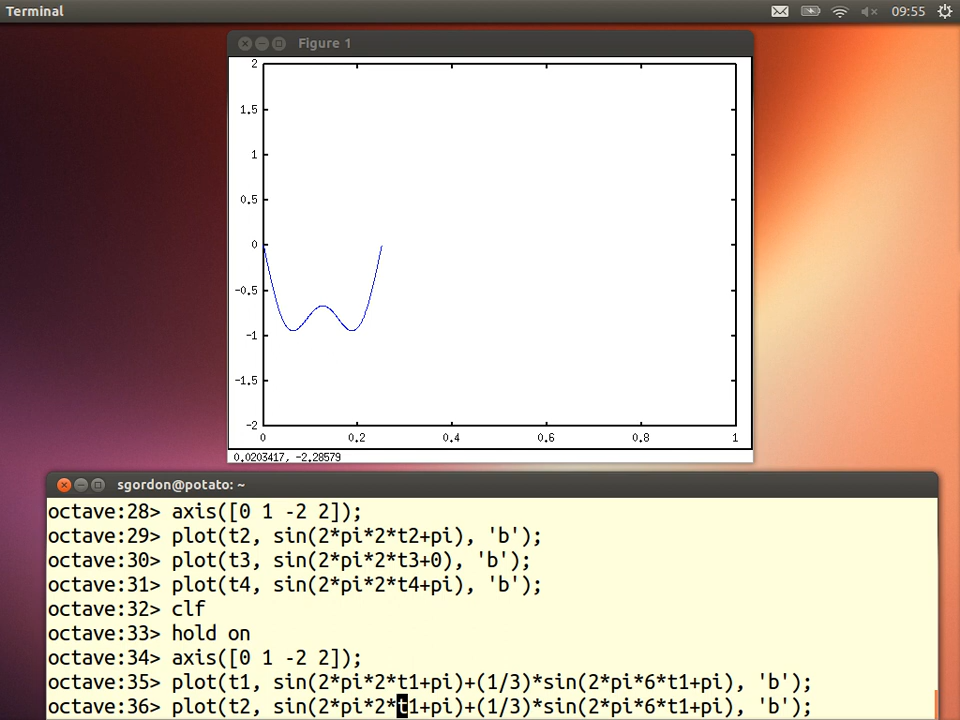 Terminal
09:55
Figure 1
2
1.5
1
0.5
0
-0.5
-1
-1.5
-2
0 0.2 0.4 0.6 0.8 1
0.0203417, -2.28579
sgordon@potato: ~
octave:28> axis([0 1 -2 2]);
octave:29> plot(t2, sin(2*pi*2*t2+pi), 'b');
octave:30> plot(t3, sin(2*pi*2*t3+0), 'b');
octave:31> plot(t4, sin(2*pi*2*t4+pi), 'b');
octave:32> clf
octave:33> hold on
octave:34> axis([0 1 -2 2]);
octave:35> plot(t1, sin(2*pi*2*t1+pi)+(1/3)*sin(2*pi*6*t1+pi), 'b');
octave:36> plot(t2, sin(2*pi*2*t1+pi)+(1/3)*sin(2*pi*6*t1+pi), 'b');